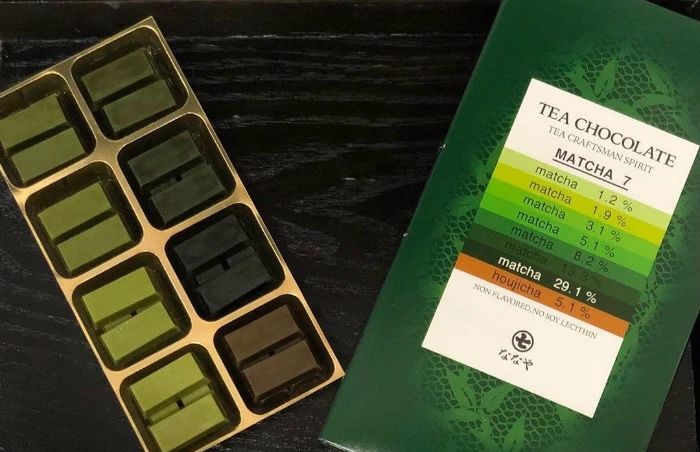 TEA CHOCOLATE
TEA CRAFTSMAN SPIRIT
MATCHA 7
matcha 1.2 %
matcha 1.9 %
matcha 3.1 %
matcha 5.1 %
matcha 8.2 %
matcha 13.3 %
matcha 29.1 %
houjicha 5.1 %
NON FLAVORED, NO SOY LECITHIN
七
ななや